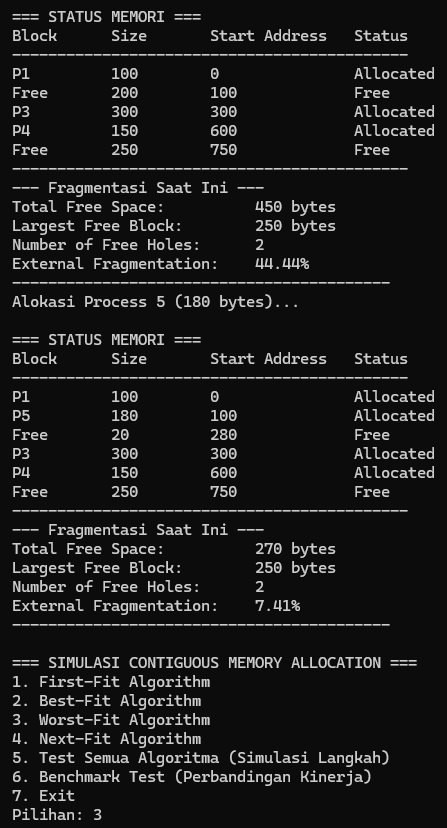 === STATUS MEMORI ===
Block      Size       Start Address   Status
--------------------------------------------
P1         100        0               Allocated
Free       200        100             Free
P3         300        300             Allocated
P4         150        600             Allocated
Free       250        750             Free
--------------------------------------------
--- Fragmentasi Saat Ini ---
Total Free Space:          450 bytes
Largest Free Block:        250 bytes
Number of Free Holes:      2
External Fragmentation:    44.44%
------------------------------------------
Alokasi Process 5 (180 bytes)...

=== STATUS MEMORI ===
Block      Size       Start Address   Status
--------------------------------------------
P1         100        0               Allocated
P5         180        100             Allocated
Free       20         280             Free
P3         300        300             Allocated
P4         150        600             Allocated
Free       250        750             Free
--------------------------------------------
--- Fragmentasi Saat Ini ---
Total Free Space:          270 bytes
Largest Free Block:        250 bytes
Number of Free Holes:      2
External Fragmentation:    7.41%
------------------------------------------

=== SIMULASI CONTIGUOUS MEMORY ALLOCATION ===
1. First-Fit Algorithm
2. Best-Fit Algorithm
3. Worst-Fit Algorithm
4. Next-Fit Algorithm
5. Test Semua Algoritma (Simulasi Langkah)
6. Benchmark Test (Perbandingan Kinerja)
7. Exit
Pilihan: 3